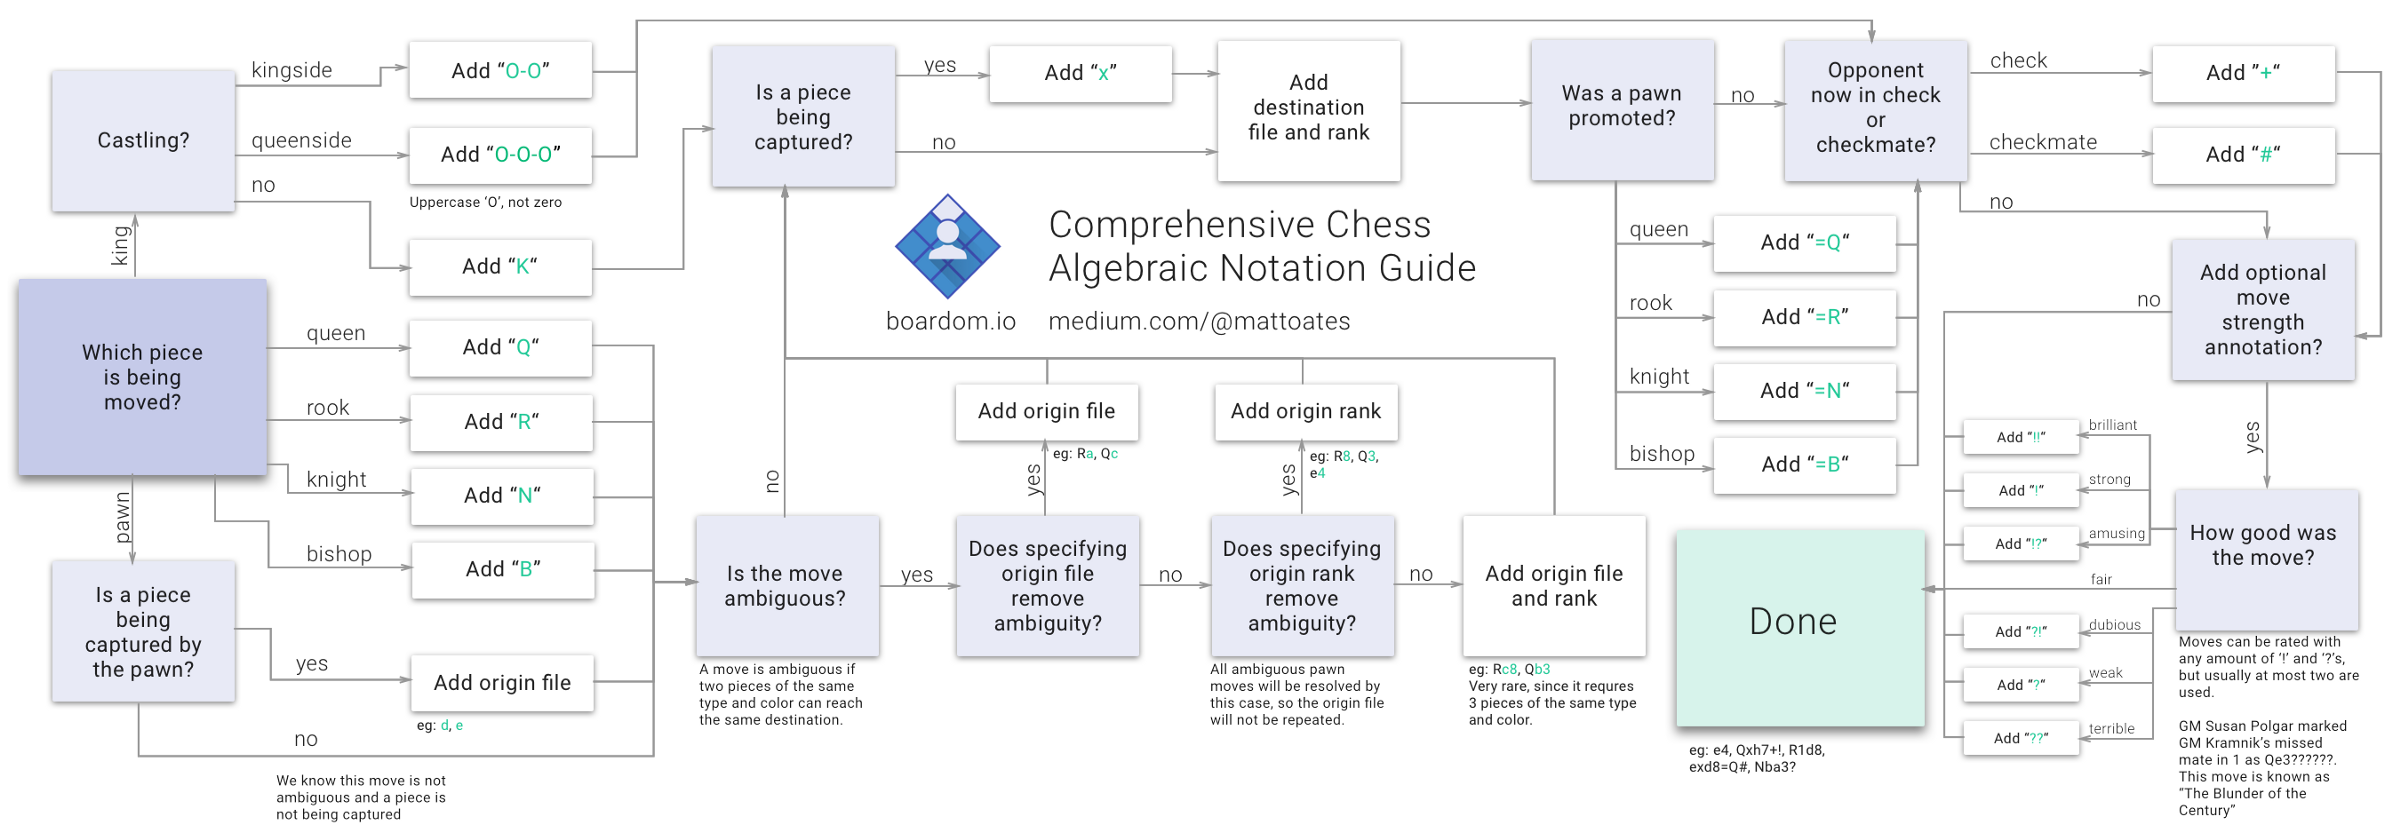 Castling?
kingside
queenside
no
Add “O-O”
Add “O-O-O”
Uppercase ‘O’, not zero
Add “K“
king
Which piece
is being
moved?
queen
rook
knight
bishop
pawn
Add “Q“
Add “R“
Add “N“
Add “B”
Is a piece
being
captured by
the pawn?
yes
Add origin file
eg: d, e
no
We know this move is not
ambiguous and a piece is
not being captured
Is a piece
being
captured?
yes
no
Add “x”
Add
destination
file and rank
Comprehensive Chess
Algebraic Notation Guide
boardom.io
medium.com/@mattoates
Is the move
ambiguous?
no
yes
A move is ambiguous if
two pieces of the same
type and color can reach
the same destination.
Add origin file
eg: Ra, Qc
yes
Does specifying
origin file
remove
ambiguity?
no
Add origin rank
eg: R8, Q3,
e4
yes
Does specifying
origin rank
remove
ambiguity?
no
All ambiguous pawn
moves will be resolved by
this case, so the origin file
will not be repeated.
Add origin file
and rank
eg: Rc8, Qb3
Very rare, since it requres
3 pieces of the same type
and color.
Was a pawn
promoted?
no
queen
rook
knight
bishop
Add “=Q“
Add “=R”
Add “=N“
Add “=B“
Opponent
now in check
or
checkmate?
check
checkmate
no
Add ”+“
Add “#“
Add optional
move
strength
annotation?
no
yes
How good was
the move?
brilliant
strong
amusing
fair
dubious
weak
terrible
Add “!!“
Add “!“
Add “!?“
Add “?!“
Add “?“
Add “??“
Moves can be rated with
any amount of ‘!’ and ‘?’s,
but usually at most two are
used.
GM Susan Polgar marked
GM Kramnik’s missed
mate in 1 as Qe3??????.
This move is known as
“The Blunder of the
Century”
Done
eg: e4, Qxh7+!, R1d8,
exd8=Q#, Nba3?